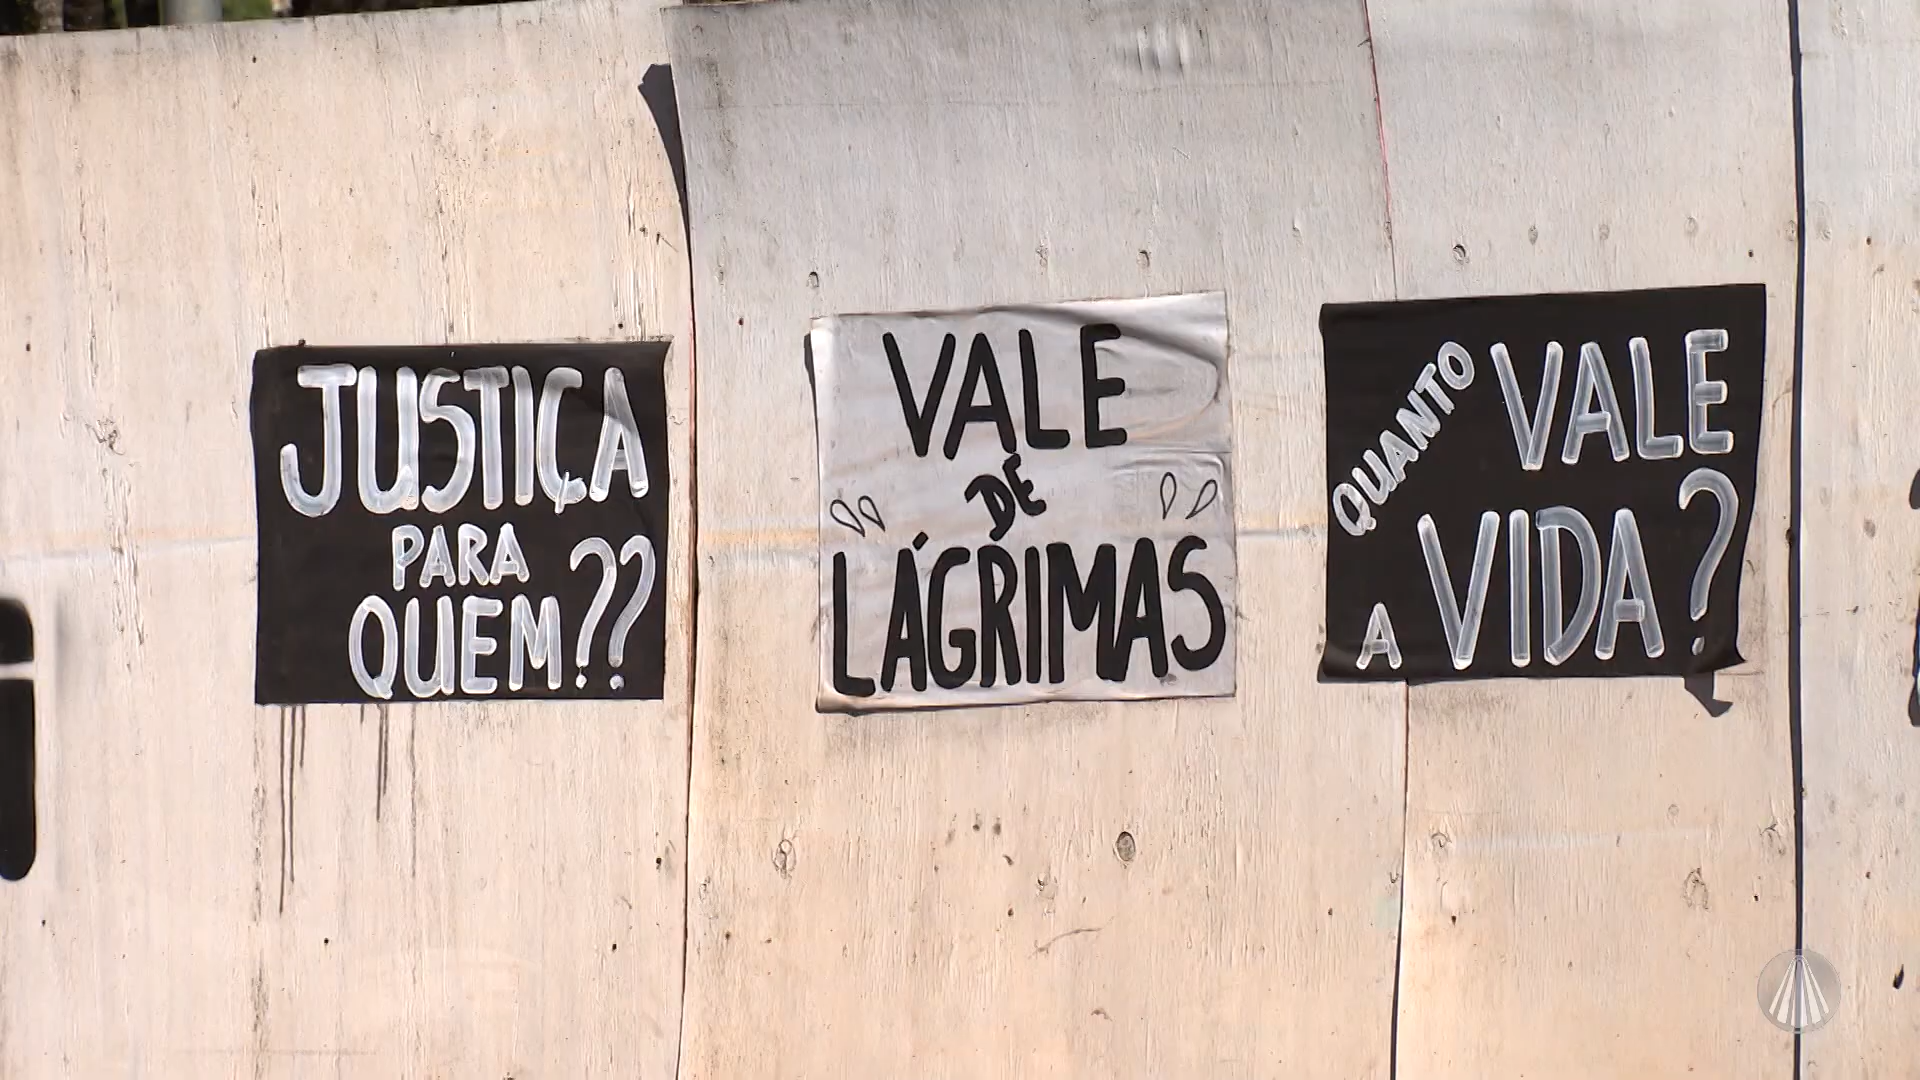 JUSTIÇA
PARA
QUEM??
VALE
DE
LÁGRIMAS
QUANTO VALE
A VIDA?